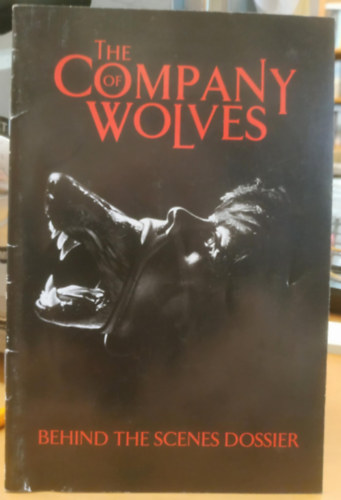 THE
COMPANY
OF
WOLVES
BEHIND THE SCENES DOSSIER